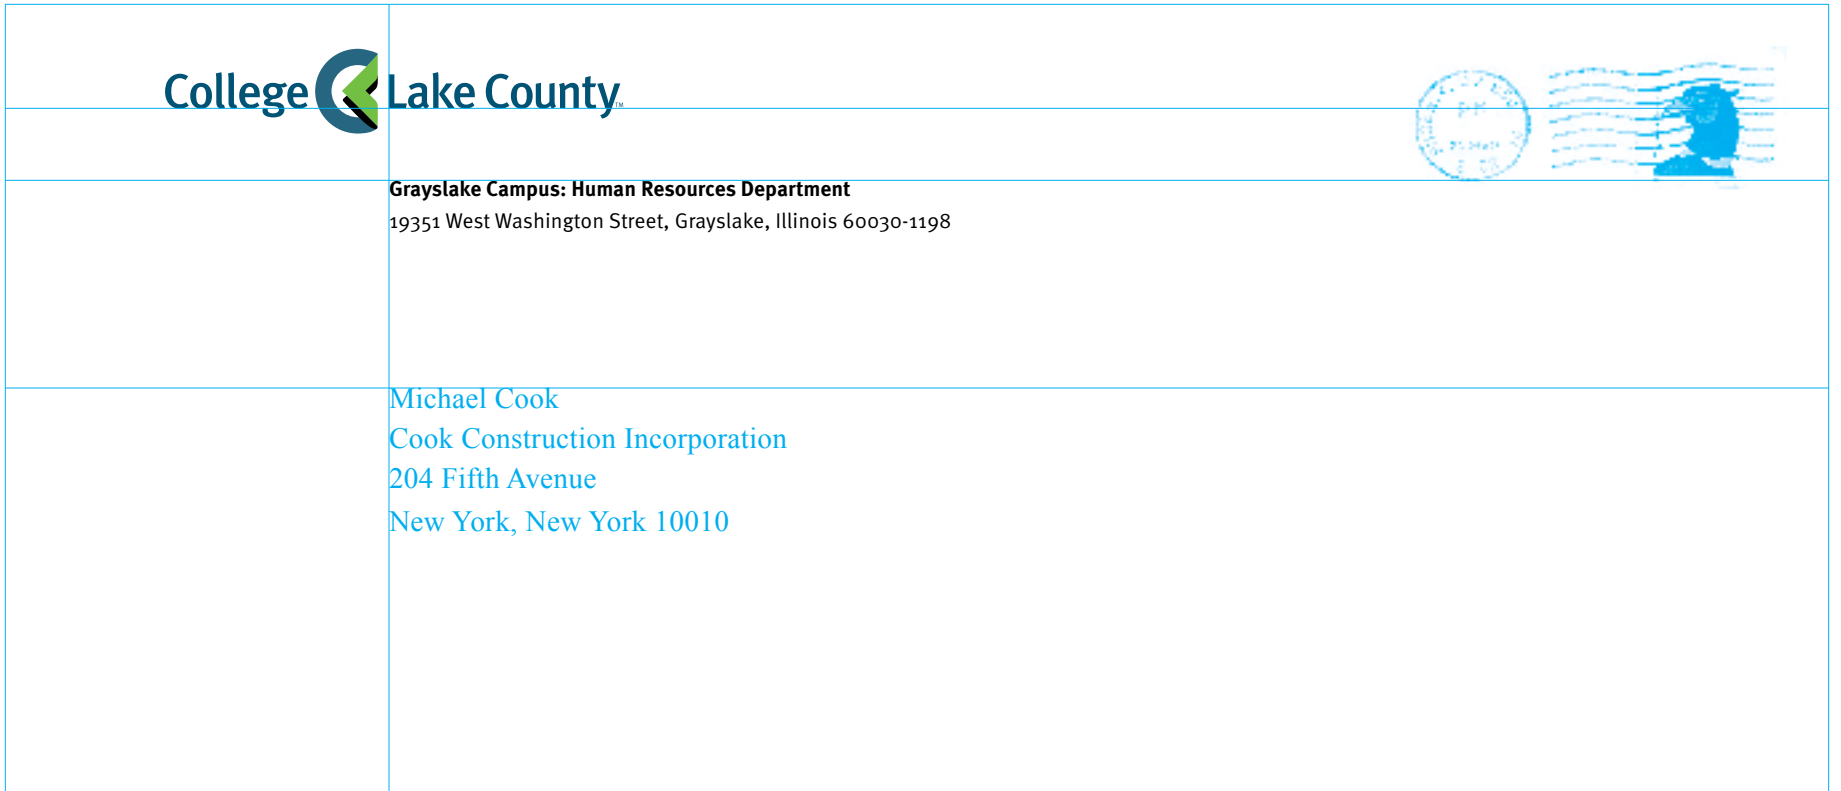 College Lake County™
Grayslake Campus: Human Resources Department
19351 West Washington Street, Grayslake, Illinois 60030-1198
Michael Cook
Cook Construction Incorporation
204 Fifth Avenue
New York, New York 10010